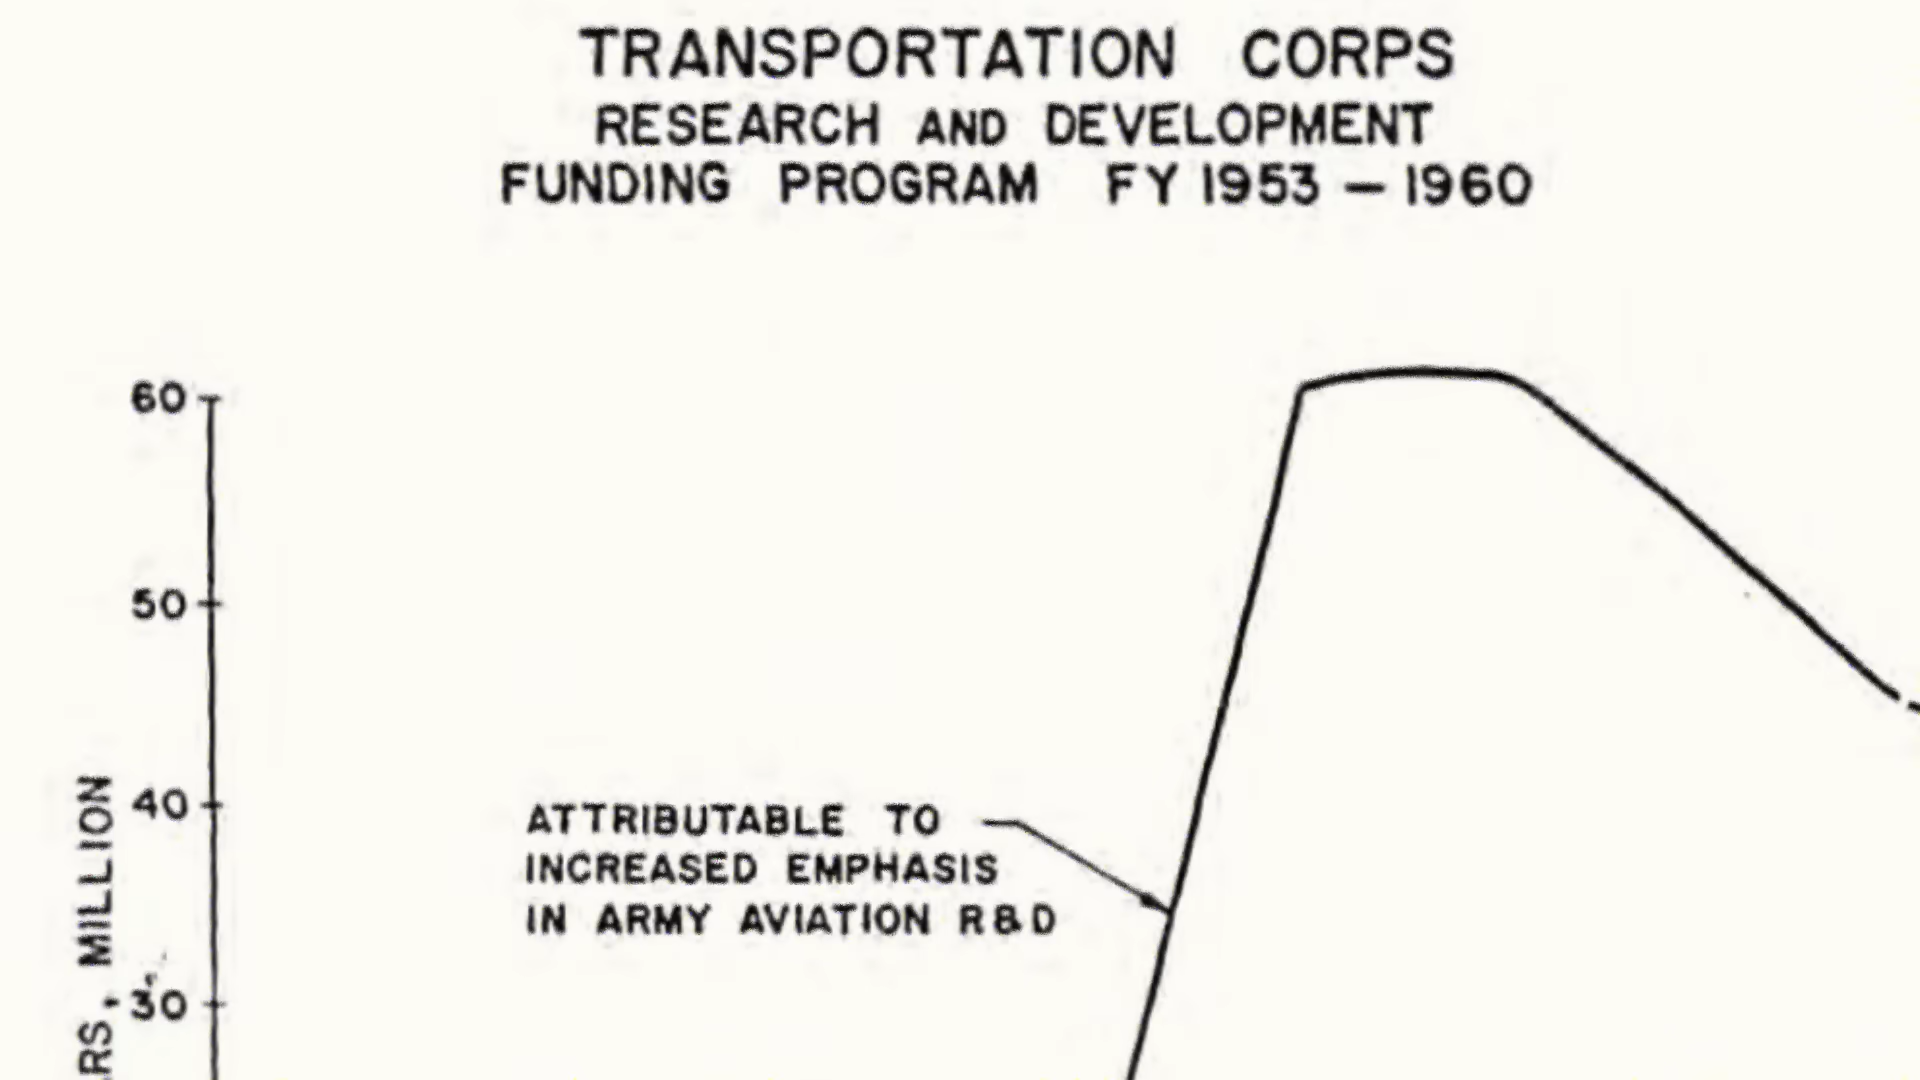 TRANSPORTATION CORPS
RESEARCH AND DEVELOPMENT
FUNDING PROGRAM FY 1953 — 1960
60
50
40
30
ATTRIBUTABLE TO
INCREASED EMPHASIS
IN ARMY AVIATION R&D
RS, MILLION